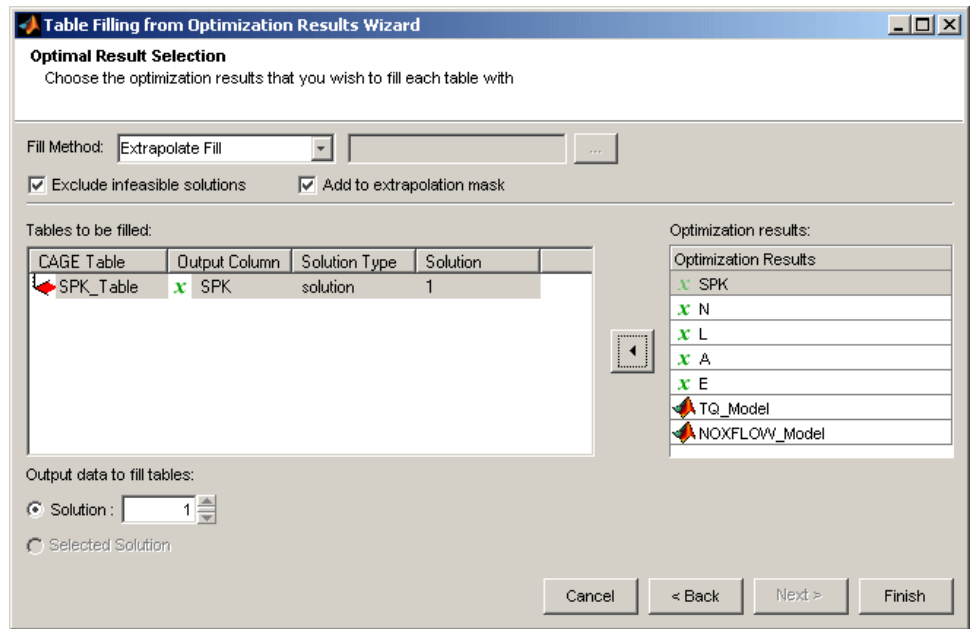 Table Filling from Optimization Results Wizard
Optimal Result Selection
Choose the optimization results that you wish to fill each table with
Fill Method: Extrapolate Fill ...
Exclude infeasible solutions Add to extrapolation mask
Tables to be filled:
CAGE Table Output Column Solution Type Solution
SPK_Table x SPK solution 1
Optimization results:
Optimization Results
x SPK
x N
x L
x A
x E
TQ_Model
NOXFLOW_Model
Output data to fill tables:
Solution : 1
Selected Solution
Cancel < Back Next > Finish